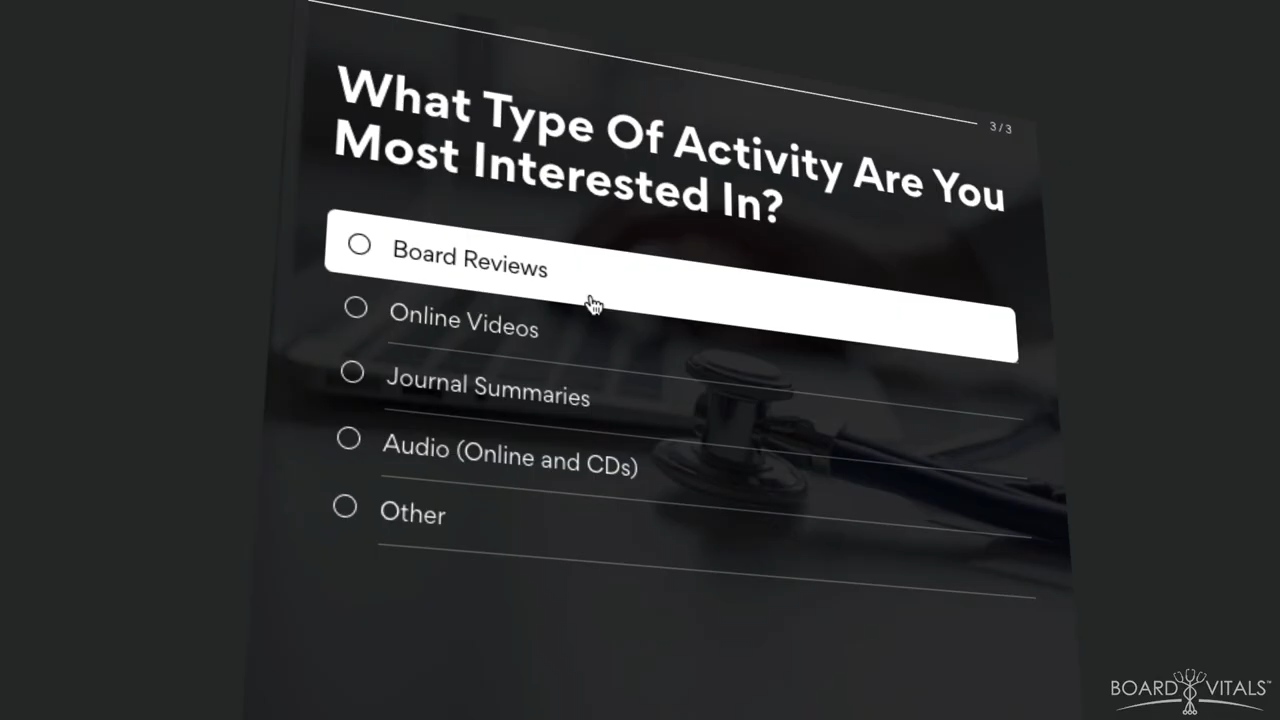 3/3
What Type Of Activity Are You
Most Interested In?
Board Reviews
Online Videos
Journal Summaries
Audio (Online and CDs)
Other
BOARD VITALS™